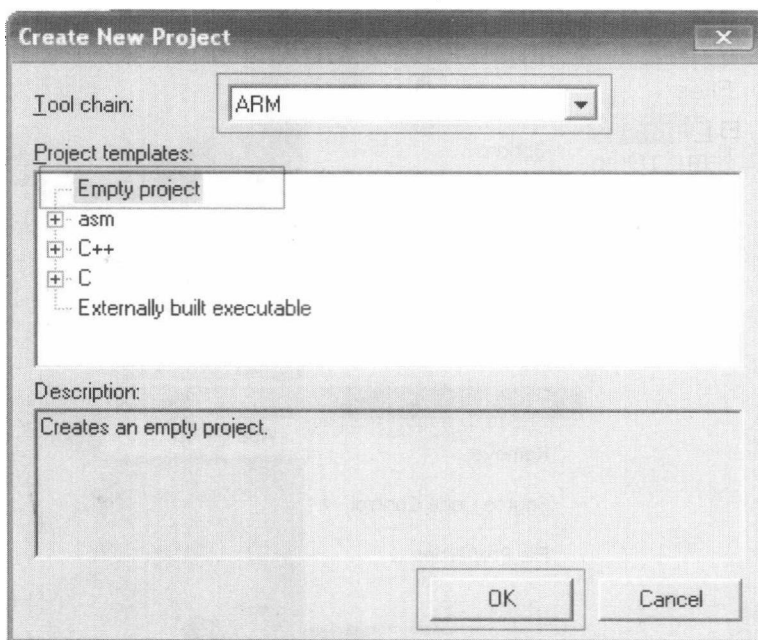 Create New Project
Tool chain:
ARM
Project templates:
Empty project
asm
C++
C
Externally built executable
Description:
Creates an empty project.
OK
Cancel